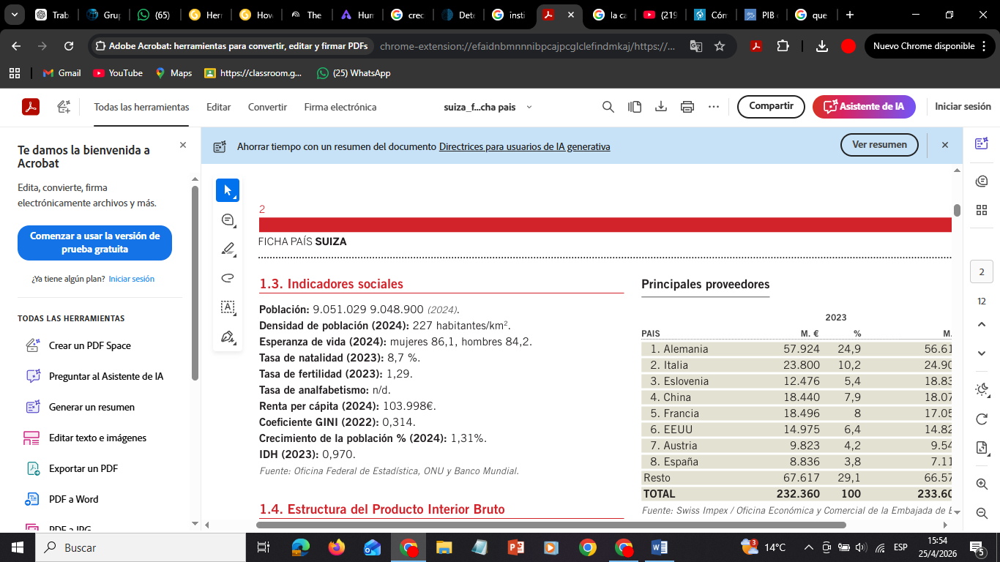 Trab
Grup
(65)
Herr
How
The
Hum
crec
Dete
insti
la ca
(219
Cóm
PIB
que
Adobe Acrobat: herramientas para convertir, editar y firmar PDFs
chrome-extension://efaidnbmnnnibpcajpcglclefindmkaj/https://...
Nuevo Chrome disponible
Gmail
YouTube
Maps
https://classroom.g...
(25) WhatsApp
Todas las herramientas
Editar
Convertir
Firma electrónica
suiza_f...cha pais
Compartir
Asistente de IA
Iniciar sesión
Te damos la bienvenida a
Acrobat
Edita, convierte, firma
electrónicamente archivos y más.
Comenzar a usar la versión de
prueba gratuita
¿Ya tiene algún plan? Iniciar sesión
TODAS LAS HERRAMIENTAS
Crear un PDF Space
Preguntar al Asistente de IA
Generar un resumen
Editar texto e imágenes
Exportar un PDF
PDF a Word
PDF a JPG
Ahorrar tiempo con un resumen del documento Directrices para usuarios de IA generativa
Ver resumen
2
FICHA PAÍS SUIZA
1.3. Indicadores sociales
Población: 9.051.029 9.048.900 (2024).
Densidad de población (2024): 227 habitantes/km².
Esperanza de vida (2024): mujeres 86,1, hombres 84,2.
Tasa de natalidad (2023): 8,7 %.
Tasa de fertilidad (2023): 1,29.
Tasa de analfabetismo: n/d.
Renta per cápita (2024): 103.998€.
Coeficiente GINI (2022): 0,314.
Crecimiento de la población % (2024): 1,31%.
IDH (2023): 0,970.
Fuente: Oficina Federal de Estadística, ONU y Banco Mundial.
1.4. Estructura del Producto Interior Bruto
Principales proveedores
2023
PAIS M. € % M.
1. Alemania 57.924 24,9 56.61
2. Italia 23.800 10,2 24.90
3. Eslovenia 12.476 5,4 18.83
4. China 18.440 7,9 18.07
5. Francia 18.496 8 17.05
6. EEUU 14.975 6,4 14.82
7. Austria 9.823 4,2 9.54
8. España 8.836 3,8 7.11
Resto 67.617 29,1 66.57
TOTAL 232.360 100 233.60
Fuente: Swiss Impex / Oficina Económica y Comercial de la Embajada de E
2
12
Buscar
3
14°C
ESP
15:54
25/4/2026
5